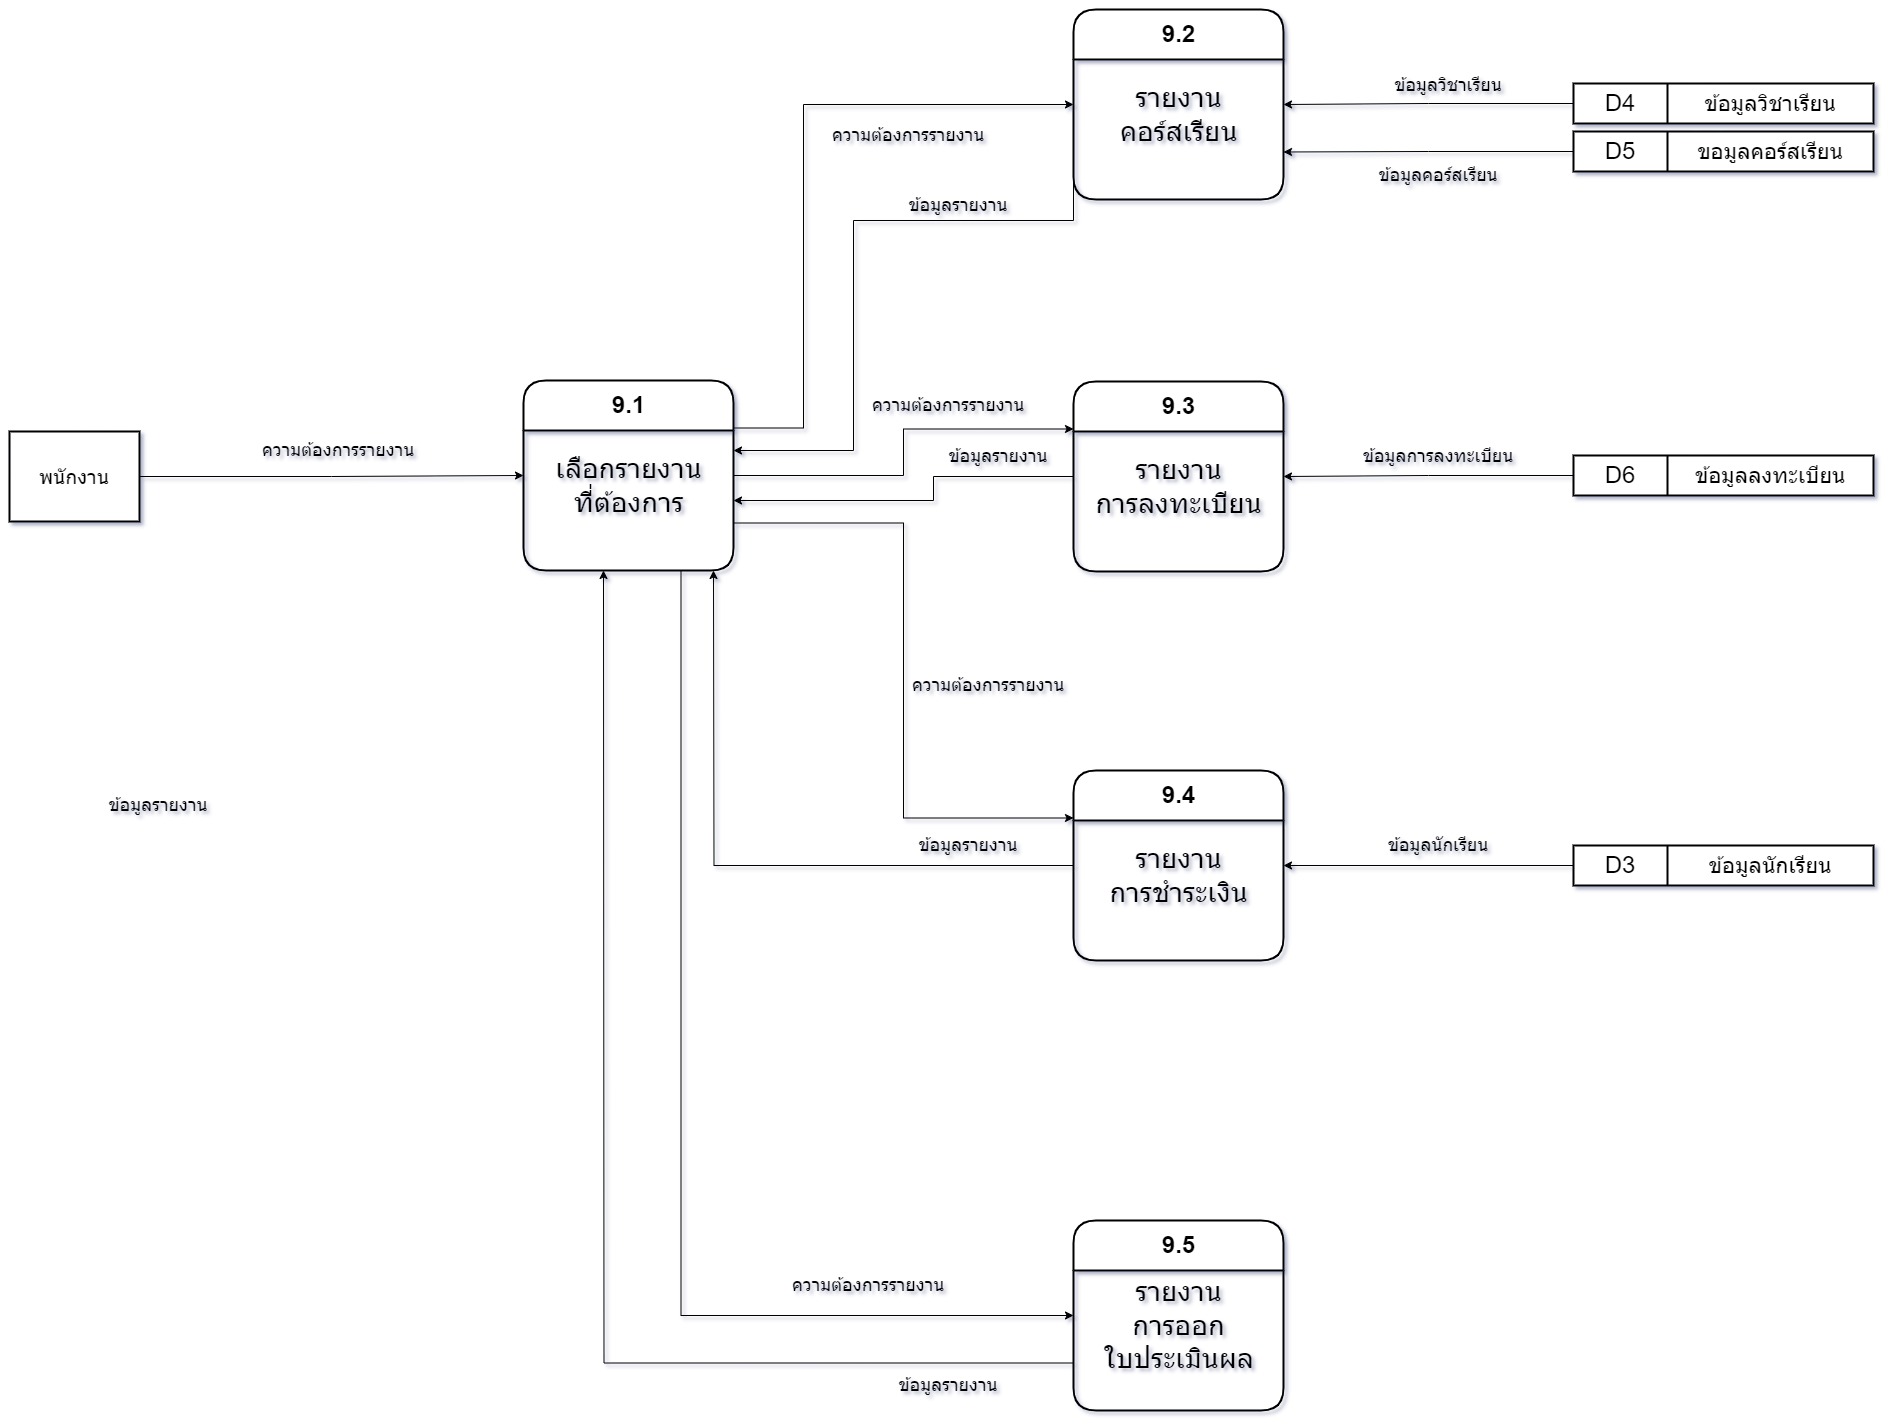 9.2
รายงาน
คอร์สเรียน
ข้อมูลวิชาเรียน
D4
ข้อมูลวิชาเรียน
D5
ขอมูลคอร์สเรียน
ข้อมูลคอร์สเรียน
ความต้องการรายงาน
ข้อมูลรายงาน
พนักงาน
ความต้องการรายงาน
9.1
เลือกรายงาน
ที่ต้องการ
ความต้องการรายงาน
ข้อมูลรายงาน
9.3
รายงาน
การลงทะเบียน
ข้อมูลการลงทะเบียน
D6
ข้อมูลลงทะเบียน
ความต้องการรายงาน
ข้อมูลรายงาน
ข้อมูลรายงาน
9.4
รายงาน
การชำระเงิน
ข้อมูลนักเรียน
D3
ข้อมูลนักเรียน
ความต้องการรายงาน
ข้อมูลรายงาน
9.5
รายงาน
การออก
ใบประเมินผล